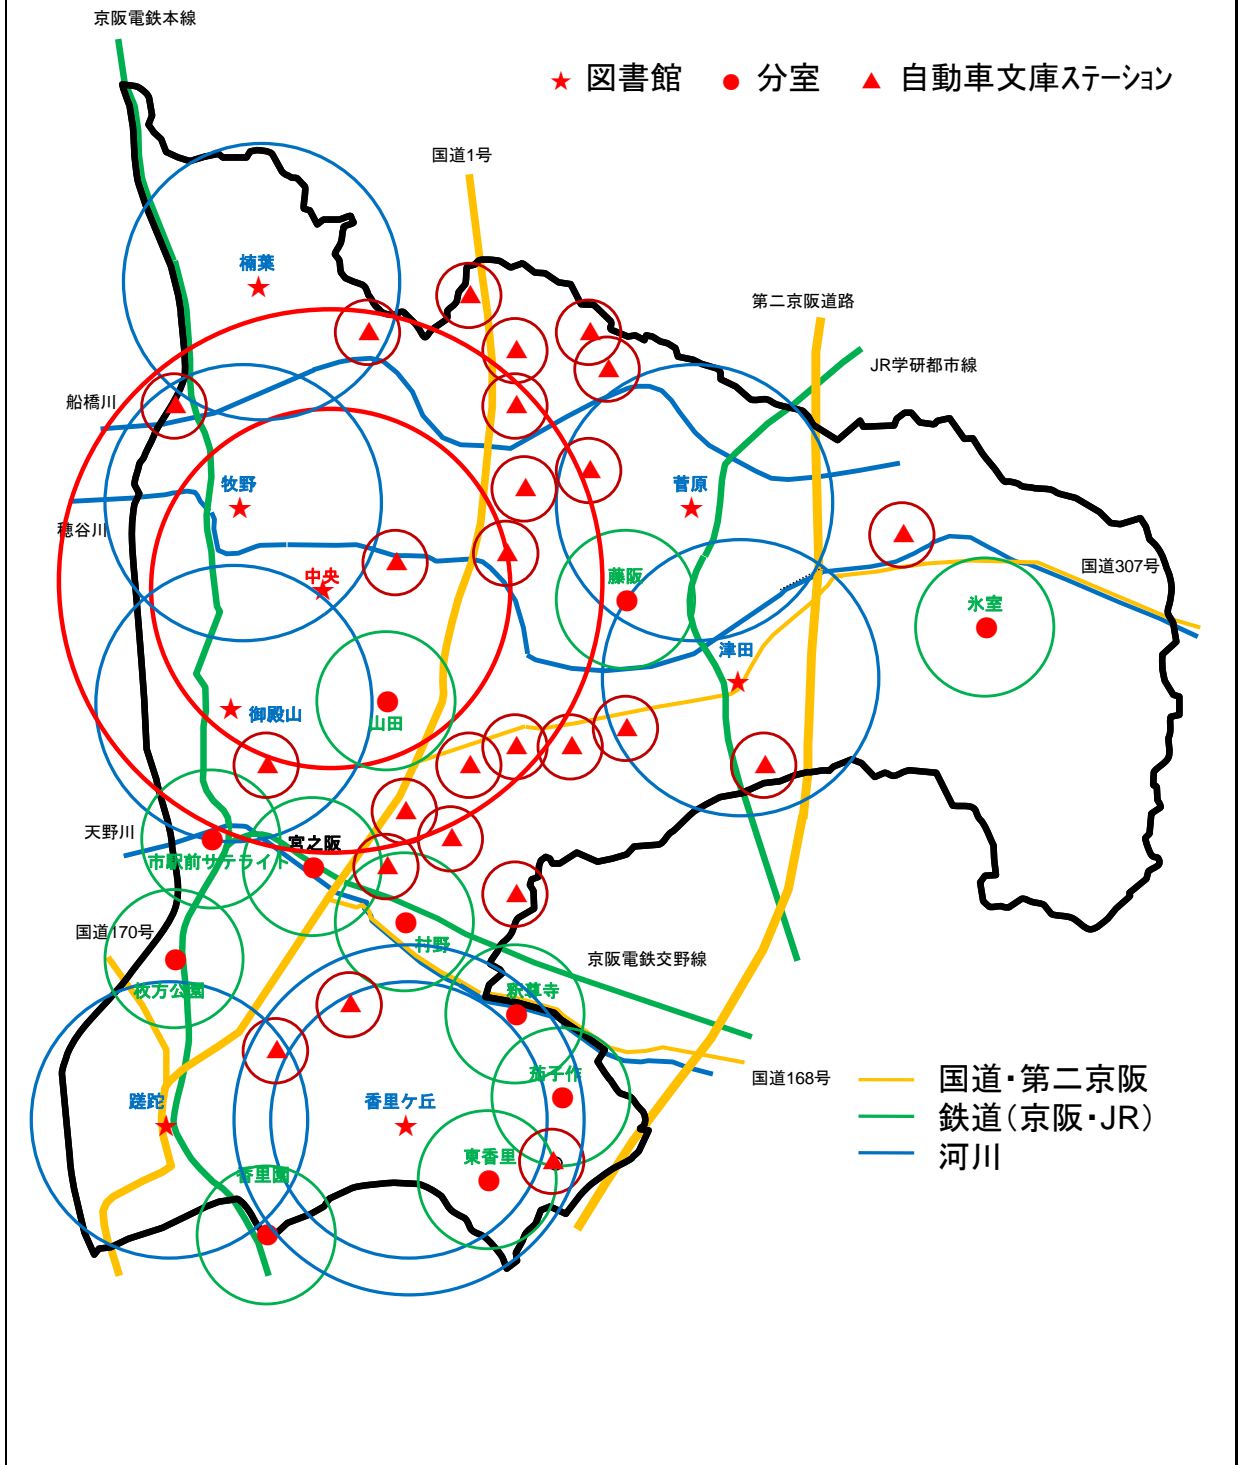 京阪電鉄本線
図書館
分室
自動車文庫ステーション
国道1号
楠葉
第二京阪道路
JR学研都市線
船橋川
牧野
菅原
穂谷川
中央
藤阪
国道307号
氷室
津田
御殿山
山田
天野川
宮之阪
市駅前サテライト
国道170号
村野
京阪電鉄交野線
枚方公園
釈尊寺
茄子作
国道168号
国道・第二京阪
蹉跎
香里ケ丘
鉄道(京阪・JR)
東香里
河川
香里園